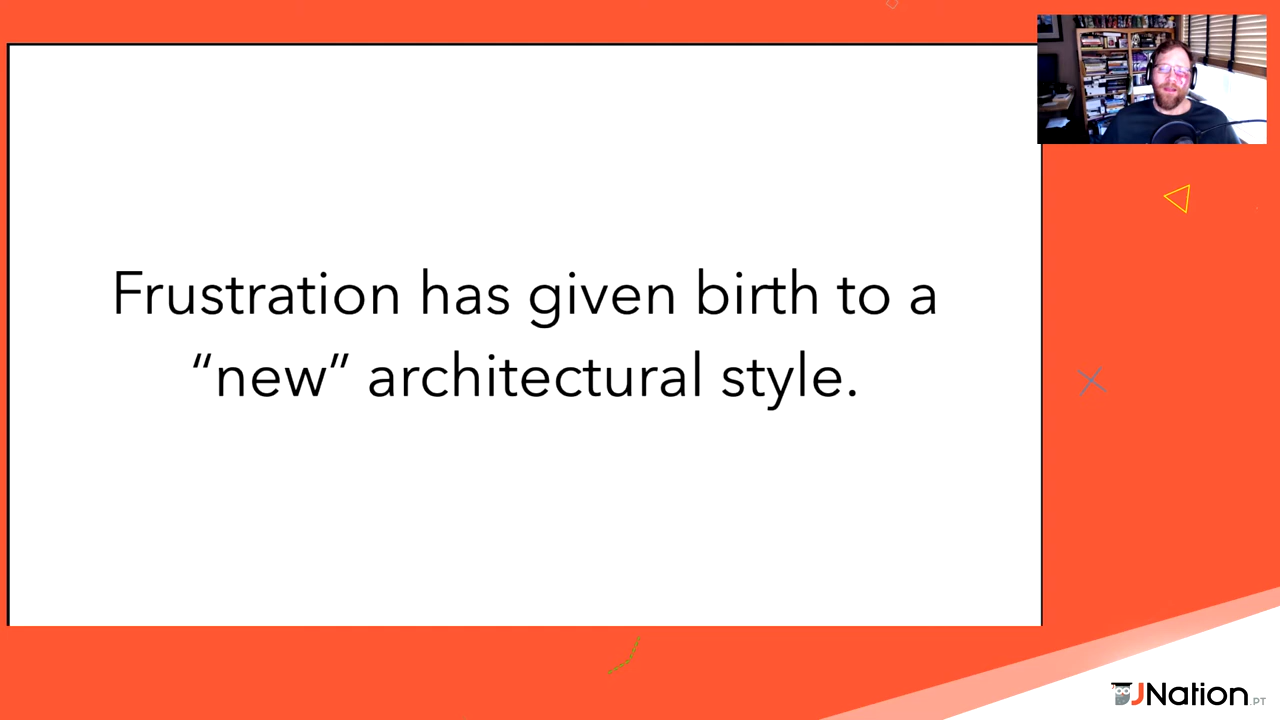 Frustration has given birth to a
“new” architectural style.
JNation.PT